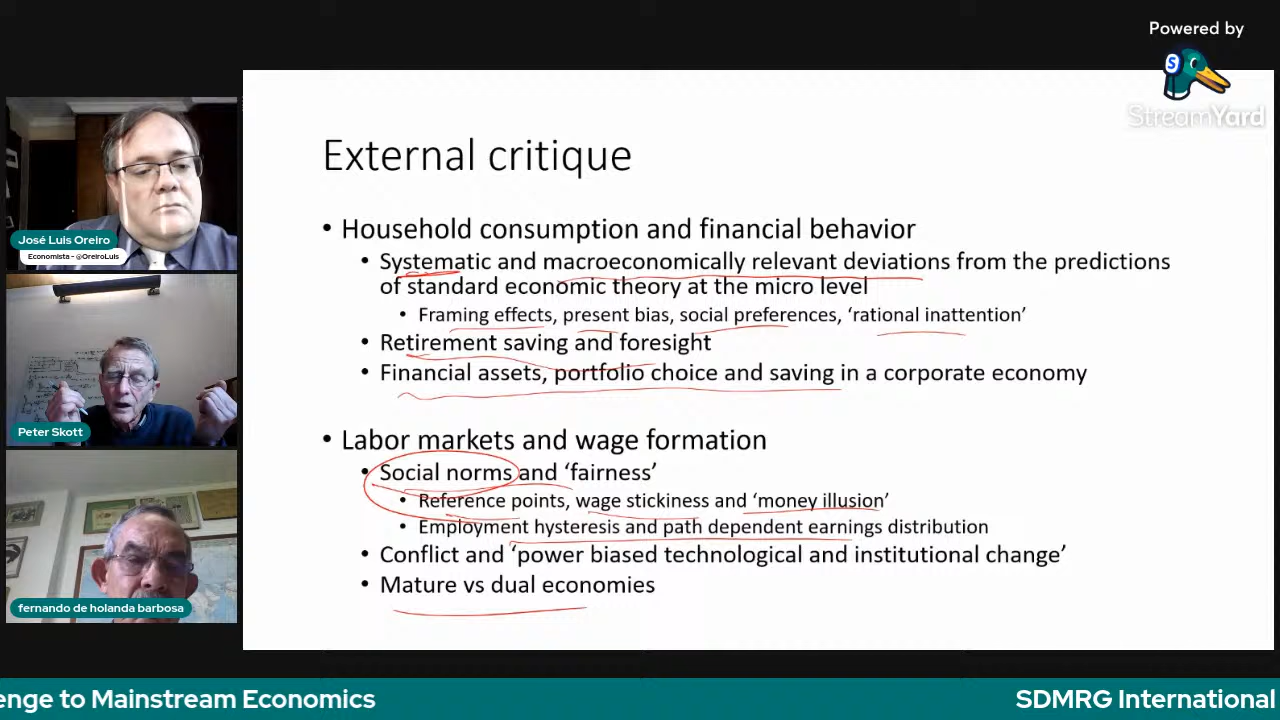 Powered by
StreamYard
External critique
• Household consumption and financial behavior
• Systematic and macroeconomically relevant deviations from the predictions
of standard economic theory at the micro level
• Framing effects, present bias, social preferences, ‘rational inattention’
• Retirement saving and foresight
• Financial assets, portfolio choice and saving in a corporate economy
• Labor markets and wage formation
• Social norms and ‘fairness’
• Reference points, wage stickiness and ‘money illusion’
• Employment hysteresis and path dependent earnings distribution
• Conflict and ‘power biased technological and institutional change’
• Mature vs dual economies
José Luis Oreiro
Economista - @OreiroLuis
Peter Skott
fernando de holanda barbosa
enge to Mainstream Economics
SDMRG International